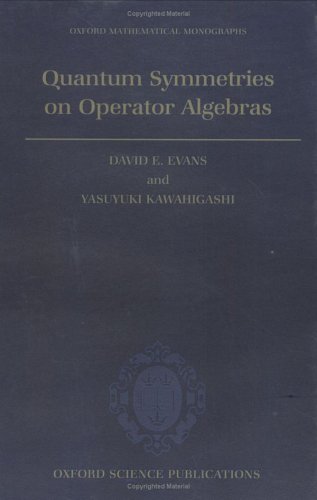 OXFORD MATHEMATICAL MONOGRAPHS
Quantum Symmetries
on Operator Algebras
DAVID E. EVANS
and
YASUYUKI KAWAHIGASHI
OXFORD SCIENCE PUBLICATIONS